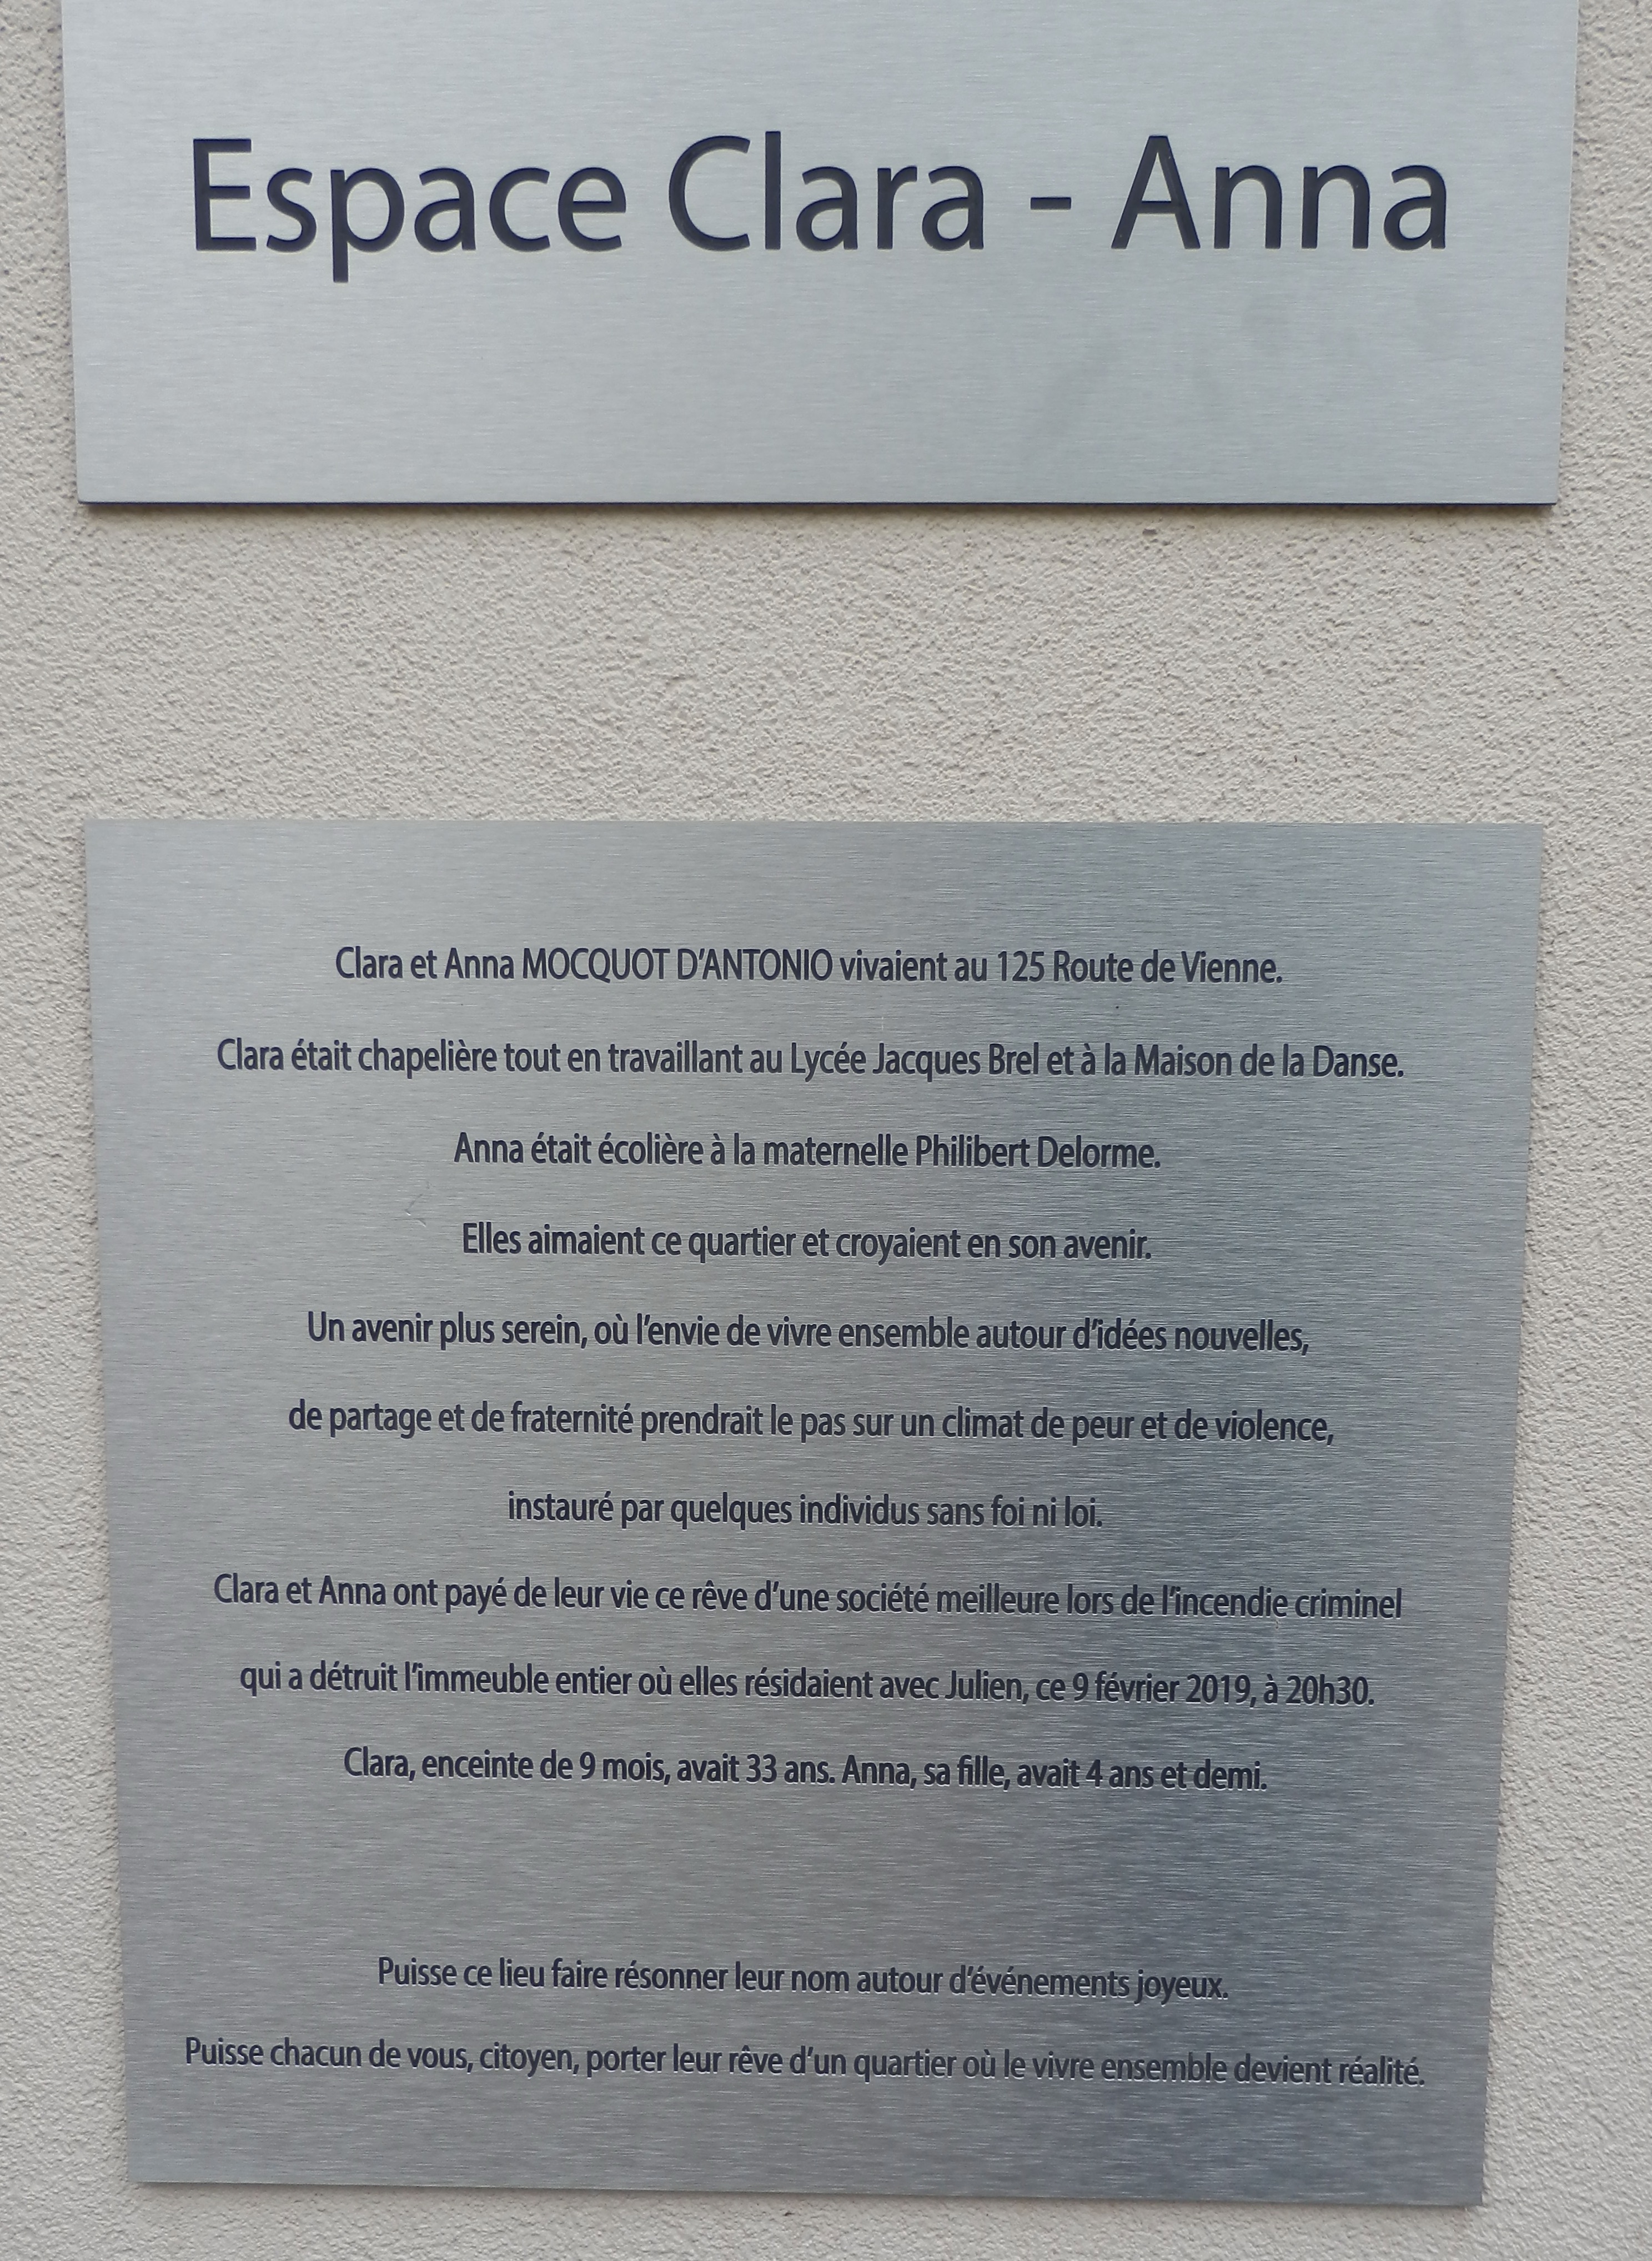 Espace Clara - Anna
Clara et Anna MOCQUOT D'ANTONIO vivaient au 125 Route de Vienne.
Clara était chapelière tout en travaillant au Lycée Jacques Brel et à la Maison de la Danse.
Anna était écolière à la maternelle Philibert Delorme.
Elles aimaient ce quartier et croyaient en son avenir.
Un avenir plus serein, où l'envie de vivre ensemble autour d'idées nouvelles,
de partage et de fraternité prendrait le pas sur un climat de peur et de violence,
instauré par quelques individus sans foi ni loi.
Clara et Anna ont payé de leur vie ce rêve d'une société meilleure lors de l'incendie criminel
qui a détruit l'immeuble entier où elles résidaient avec Julien, ce 9 février 2019, à 20h30.
Clara, enceinte de 9 mois, avait 33 ans. Anna, sa fille, avait 4 ans et demi.
Puisse ce lieu faire résonner leur nom autour d'événements joyeux.
Puisse chacun de vous, citoyen, porter leur rêve d'un quartier où le vivre ensemble devient réalité.